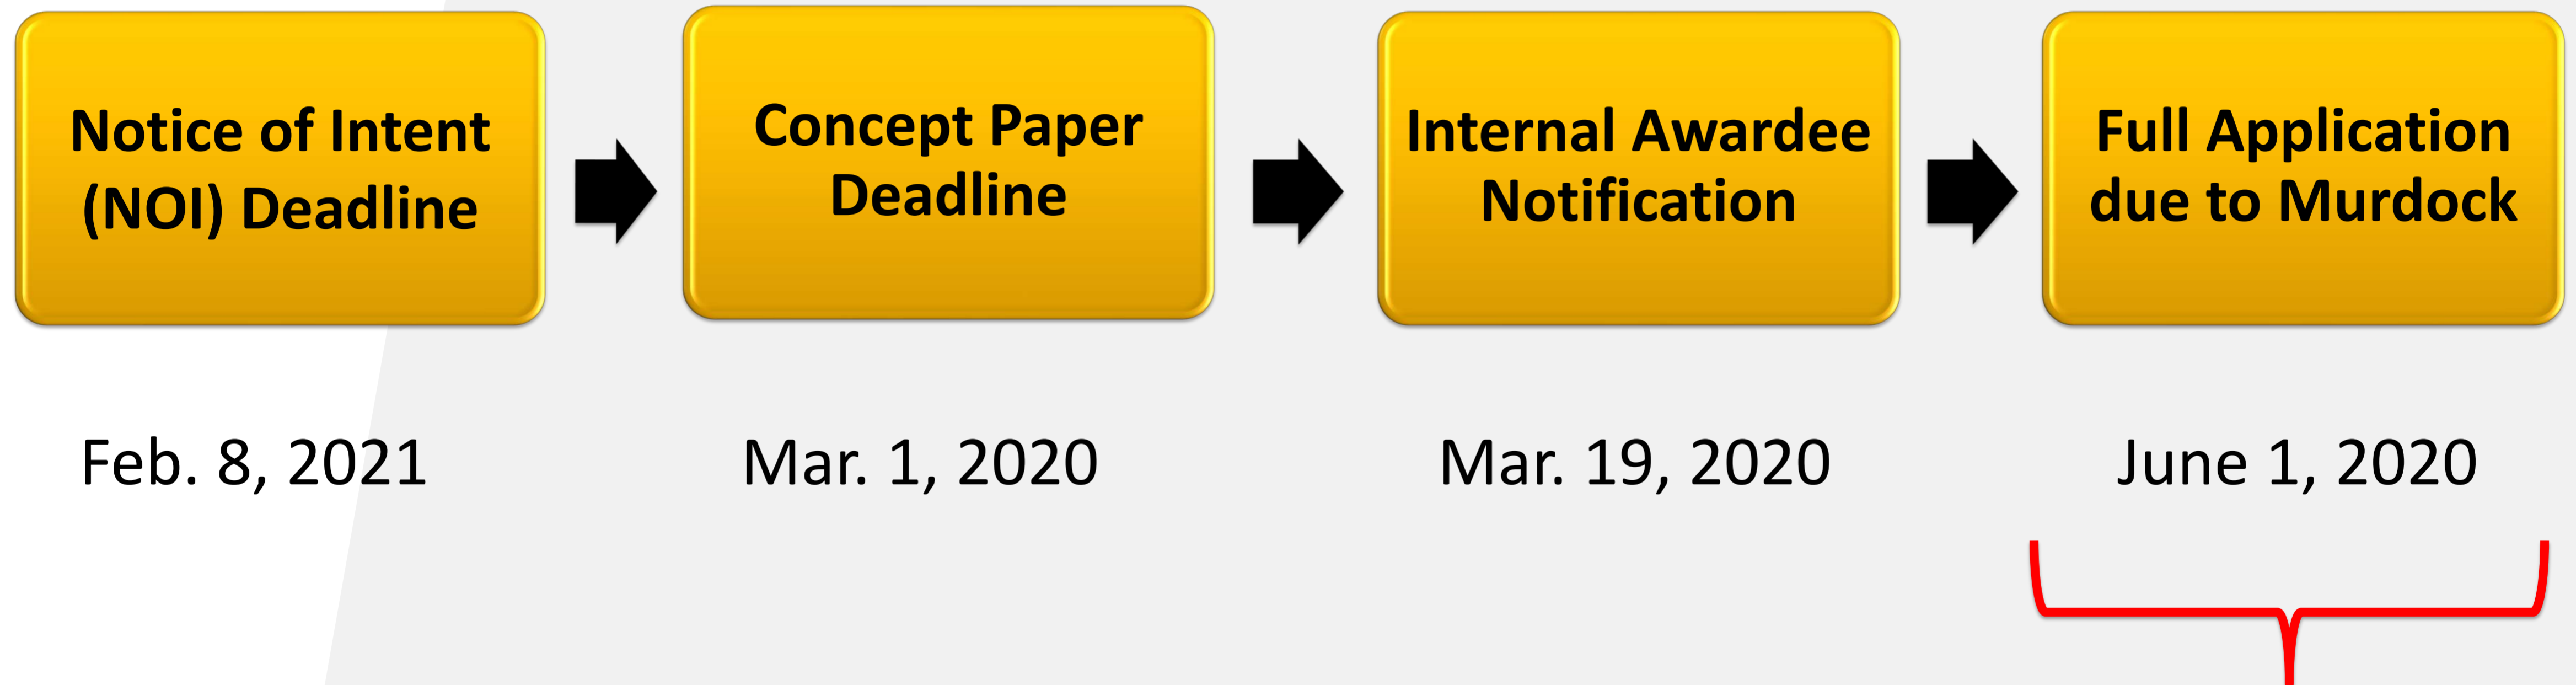 Notice of Intent
(NOI) Deadline
Concept Paper
Deadline
Internal Awardee
Notification
Full Application
due to Murdock
Feb. 8, 2021
Mar. 1, 2020
Mar. 19, 2020
June 1, 2020